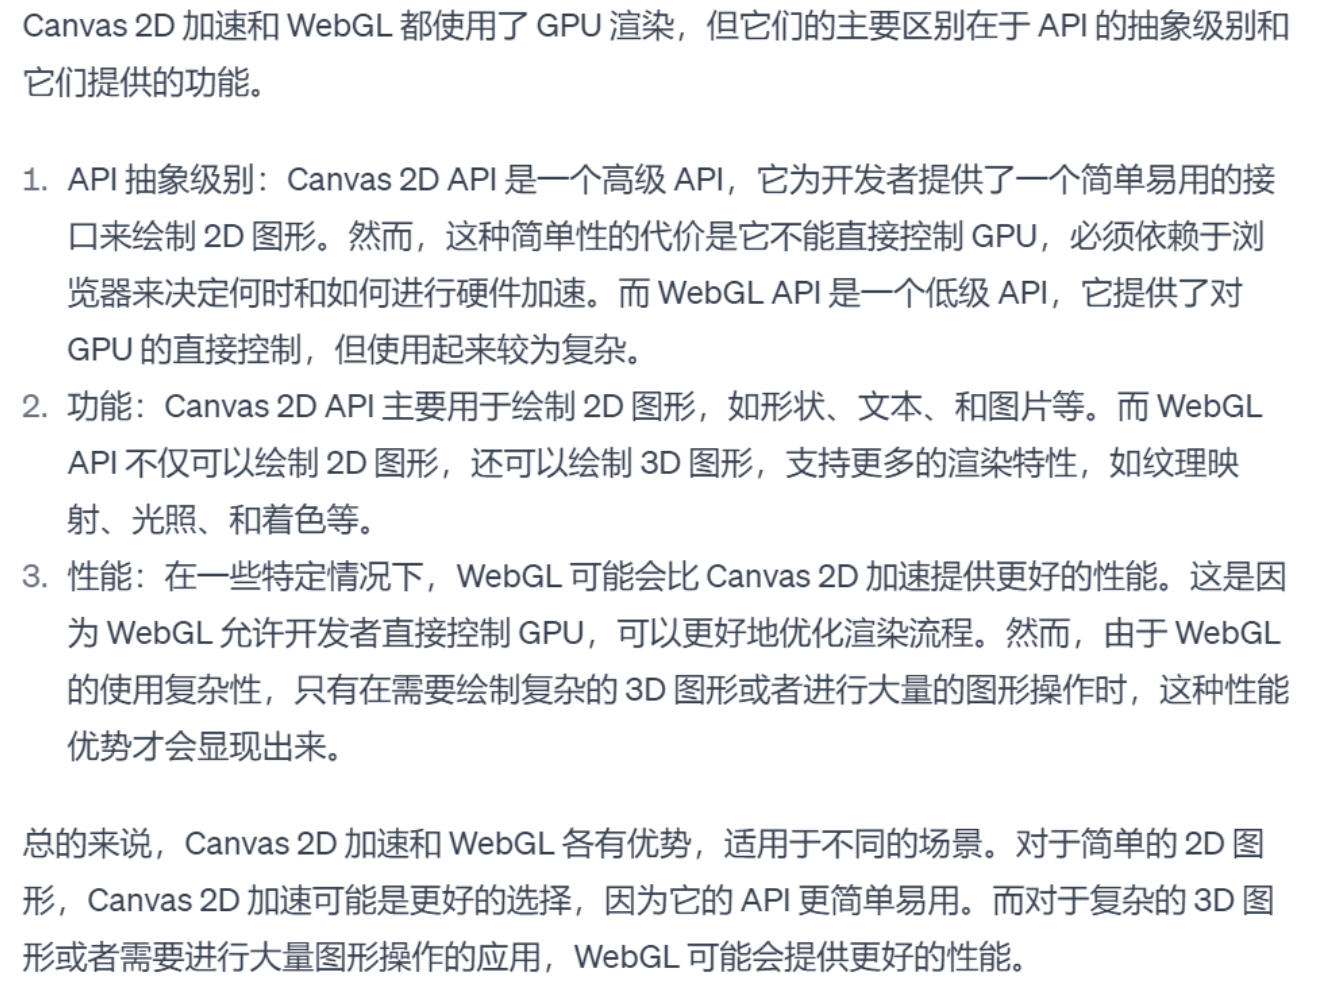 Canvas 2D 加速和 WebGL 都使用了 GPU 渲染，但它们的主要区别在于 API 的抽象级别和
它们提供的功能。
1. API 抽象级别：Canvas 2D API 是一个高级 API，它为开发者提供了一个简单易用的接
口来绘制 2D 图形。然而，这种简单性的代价是它不能直接控制 GPU，必须依赖于浏
览器来决定何时和如何进行硬件加速。而 WebGL API 是一个低级 API，它提供了对
GPU 的直接控制，但使用起来较为复杂。
2. 功能：Canvas 2D API 主要用于绘制 2D 图形，如形状、文本、和图片等。而 WebGL
API 不仅可以绘制 2D 图形，还可以绘制 3D 图形，支持更多的渲染特性，如纹理映
射、光照、和着色等。
3. 性能：在一些特定情况下，WebGL 可能会比 Canvas 2D 加速提供更好的性能。这是因
为 WebGL 允许开发者直接控制 GPU，可以更好地优化渲染流程。然而，由于 WebGL
的使用复杂性，只有在需要绘制复杂的 3D 图形或者进行大量的图形操作时，这种性能
优势才会显现出来。
总的来说，Canvas 2D 加速和 WebGL 各有优势，适用于不同的场景。对于简单的 2D 图
形，Canvas 2D 加速可能是更好的选择，因为它的 API 更简单易用。而对于复杂的 3D 图
形或者需要进行大量图形操作的应用，WebGL 可能会提供更好的性能。